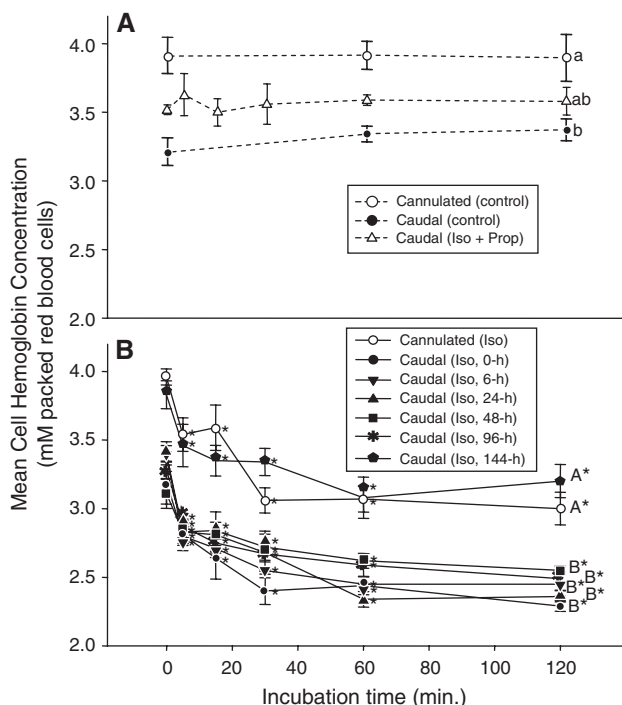 A
4.0
3.5
3.0
2.5
2.0
a
ab
b
Cannulated (control)
Caudal (control)
Caudal (Iso + Prop)
Mean Cell Hemoglobin Concentration
(mM packed red blood cells)
B
4.0
3.5
3.0
2.5
2.0
Cannulated (Iso)
Caudal (Iso, 0-h)
Caudal (Iso, 6-h)
Caudal (Iso, 24-h)
Caudal (Iso, 48-h)
Caudal (Iso, 96-h)
Caudal (Iso, 144-h)
A*
A*
B*
B*
B*
B*
B*
0 20 40 60 80 100 120
Incubation time (min.)